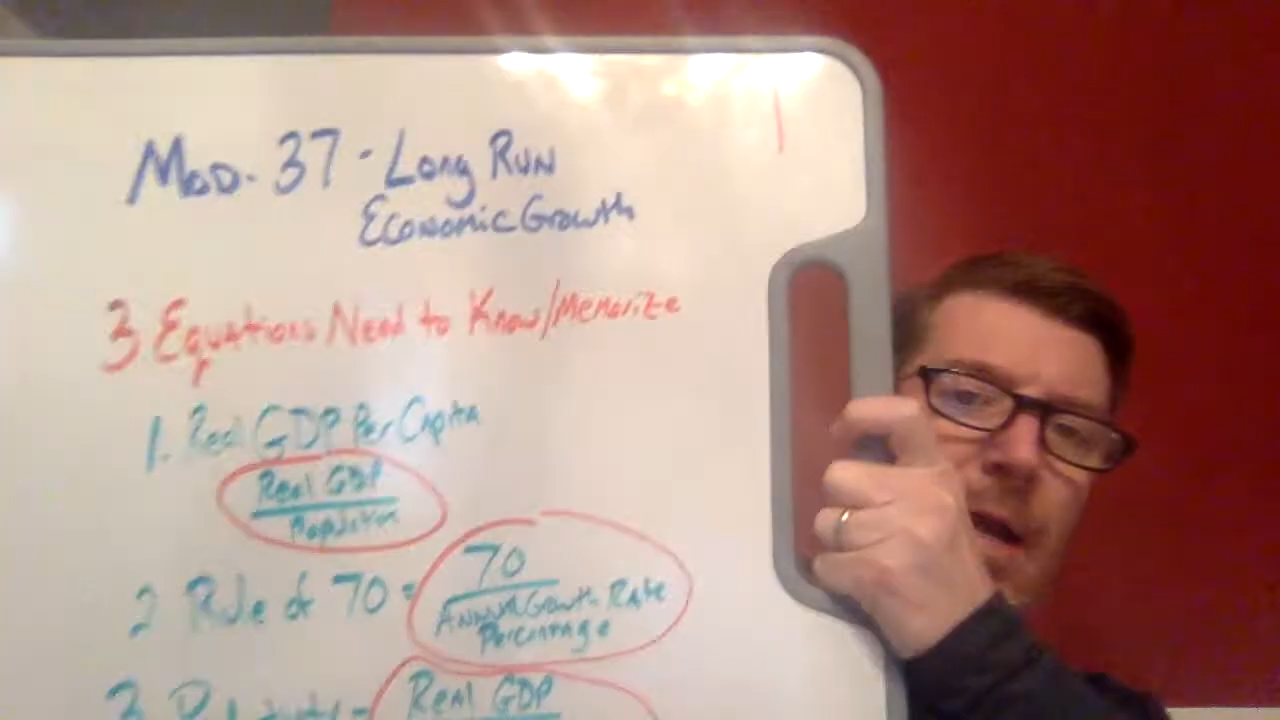 Mod. 37 - Long Run
Economic Growth
1
3 Equations Need to Know/Memorize
1. Real GDP Per Capita
Real GDP
Population
2 Rule of 70 =
70
Annual Growth Rate
Percentage
3 =
Real GDP